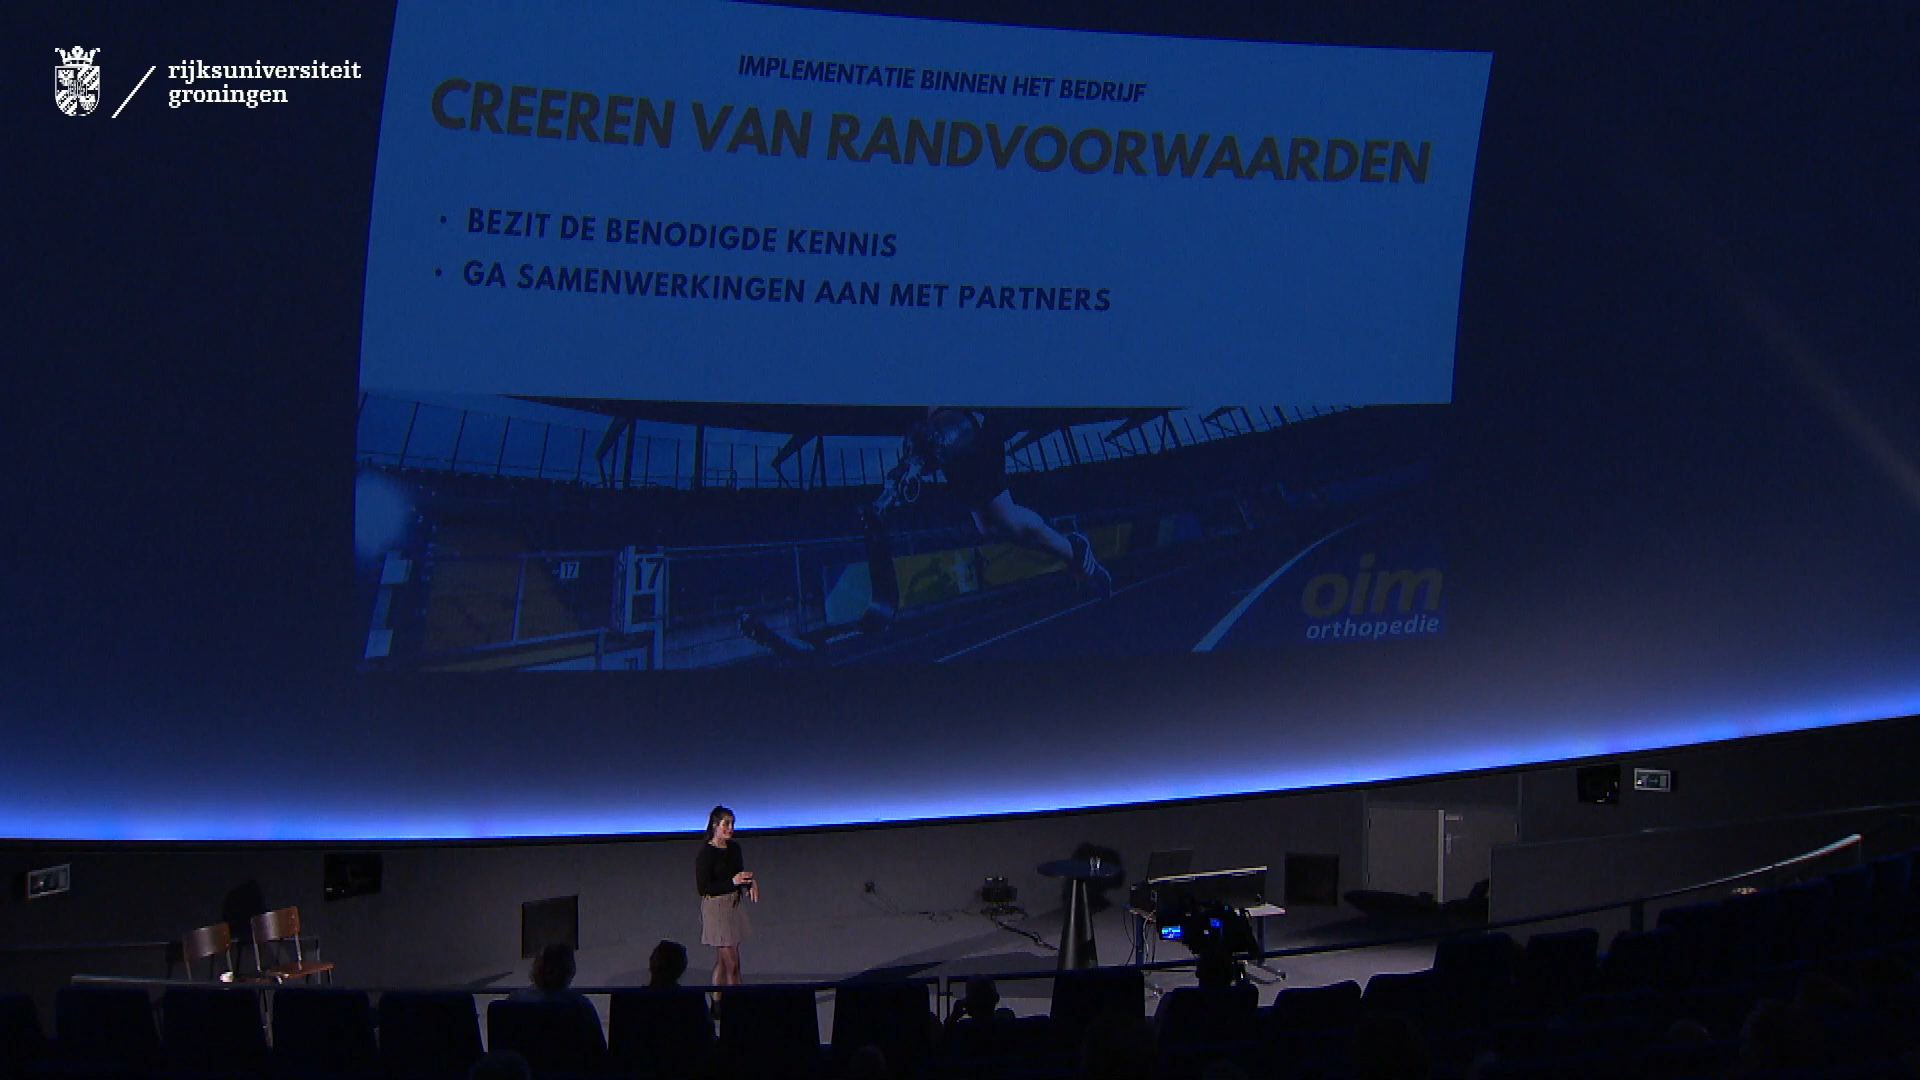 rijksuniversiteit
groningen
IMPLEMENTATIE BINNEN HET BEDRIJF
CREEREN VAN RANDVOORWAARDEN
• BEZIT DE BENODIGDE KENNIS
• GA SAMENWERKINGEN AAN MET PARTNERS
17
17
oim
orthopedie